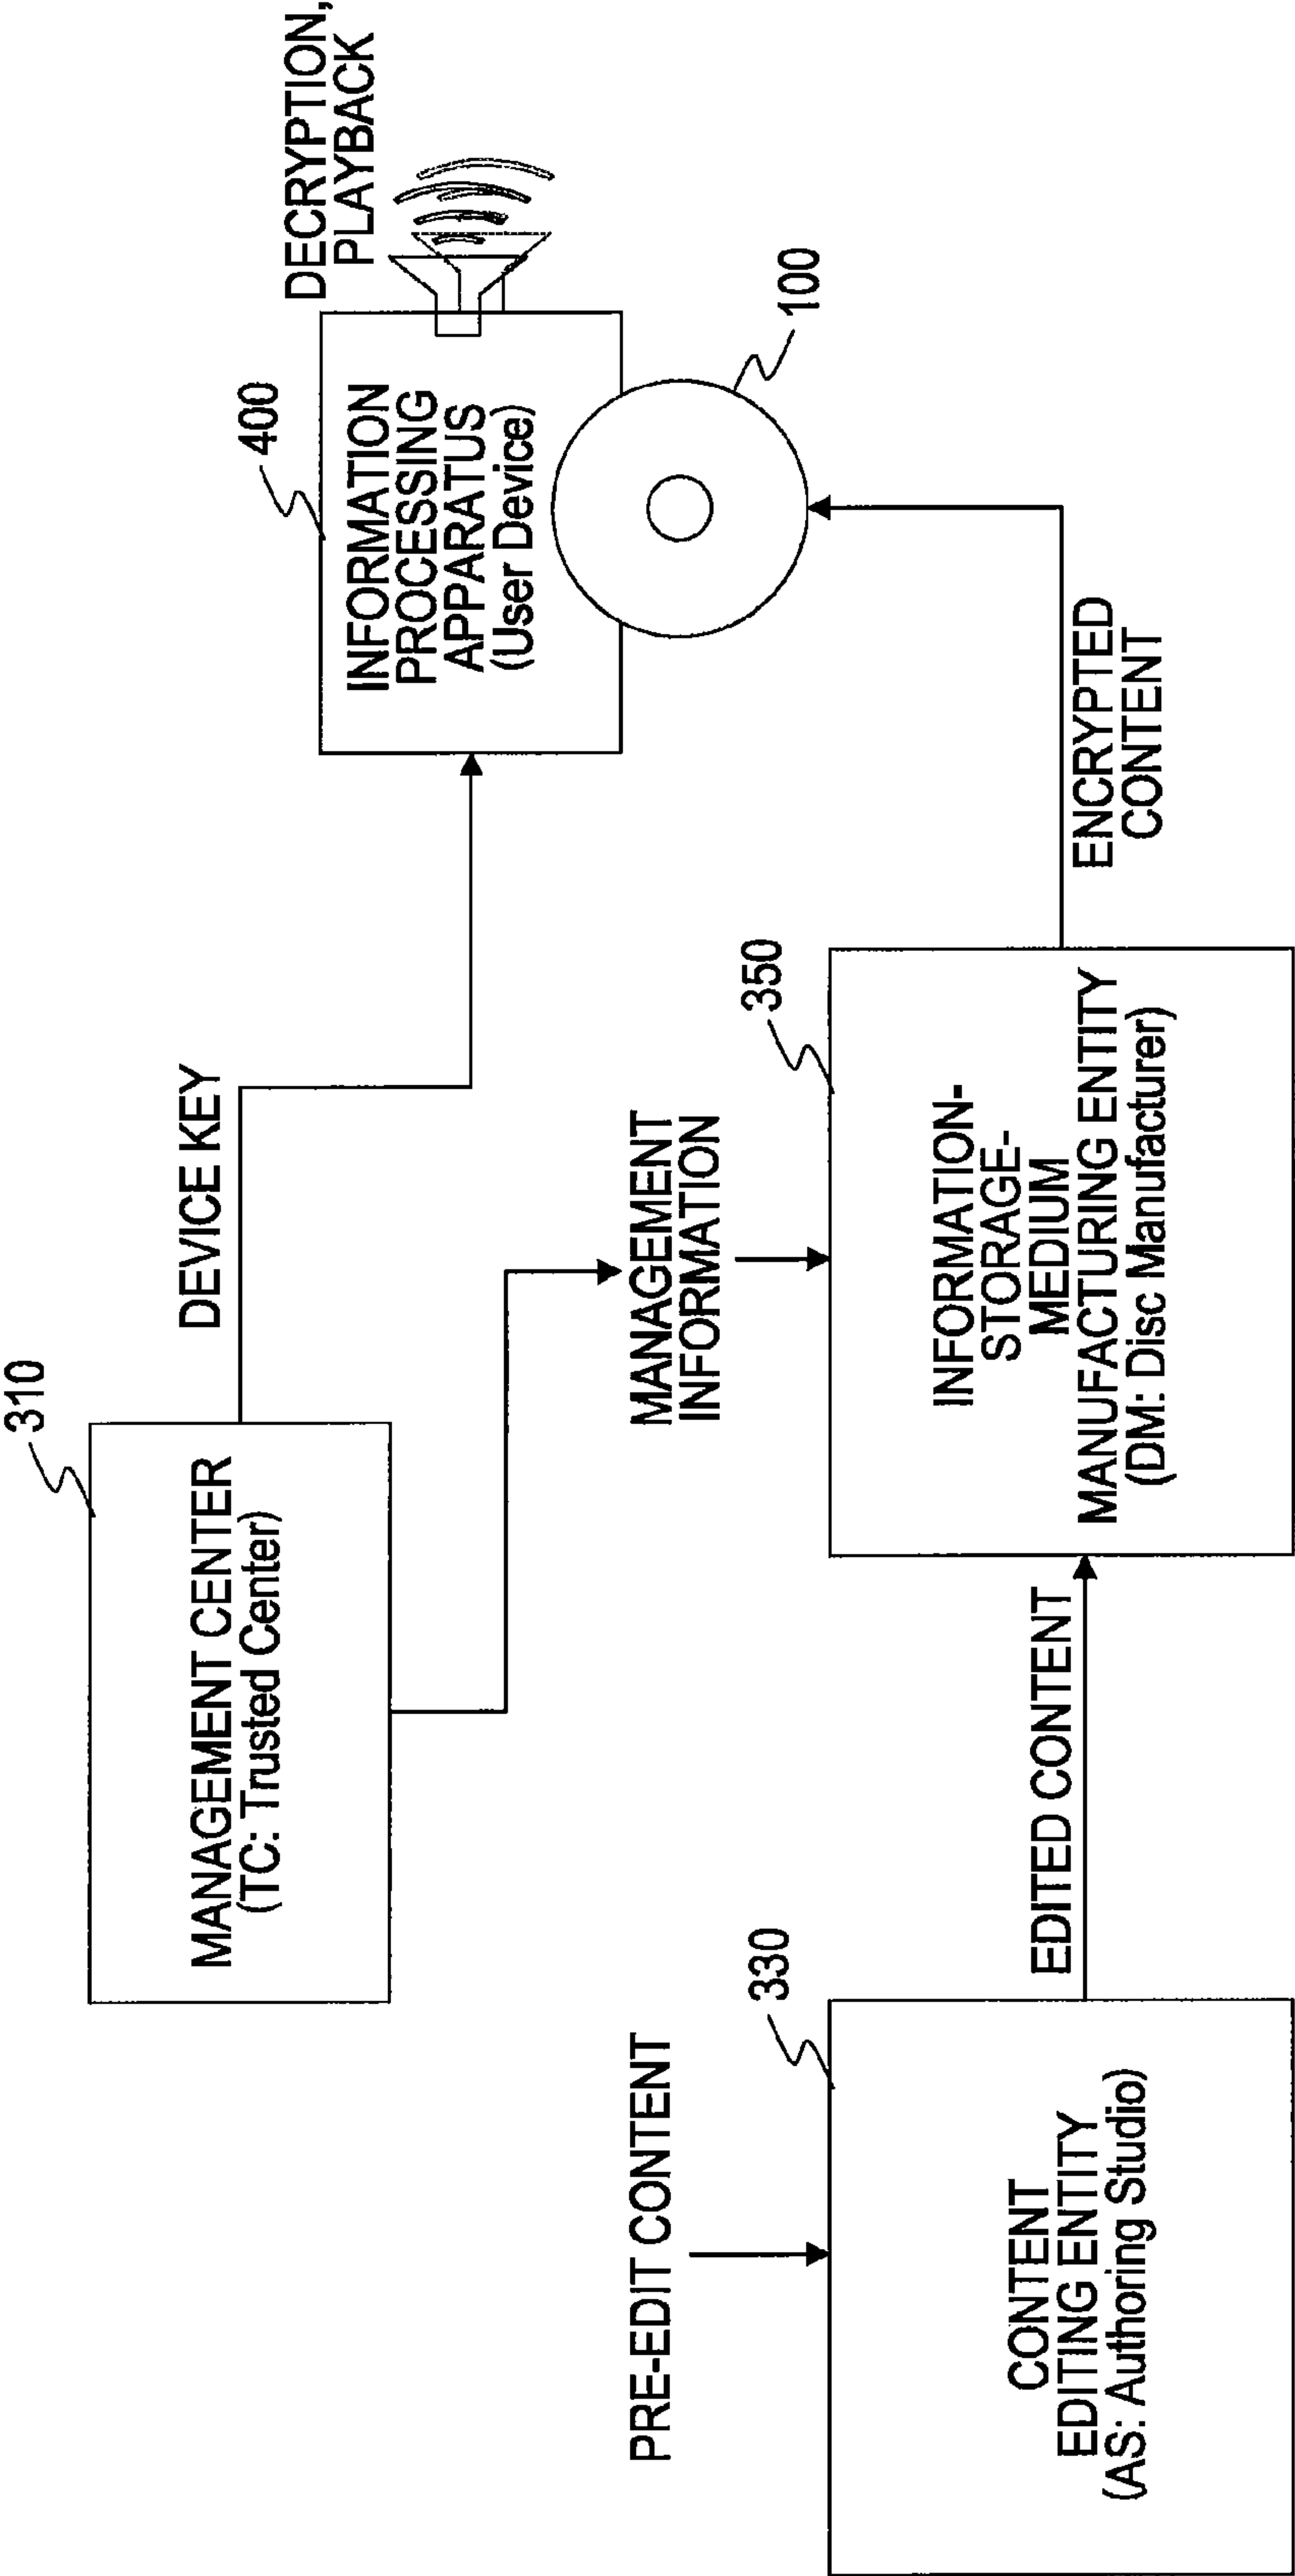 310
MANAGEMENT CENTER
(TC: Trusted Center)
DEVICE KEY
400
INFORMATION
PROCESSING
APPARATUS
(User Device)
DECRYPTION,
PLAYBACK
100
MANAGEMENT
INFORMATION
PRE-EDIT CONTENT
330
CONTENT
EDITING ENTITY
(AS: Authoring Studio)
EDITED CONTENT
350
INFORMATION-
STORAGE-
MEDIUM
MANUFACTURING ENTITY
(DM: Disc Manufacturer)
ENCRYPTED
CONTENT